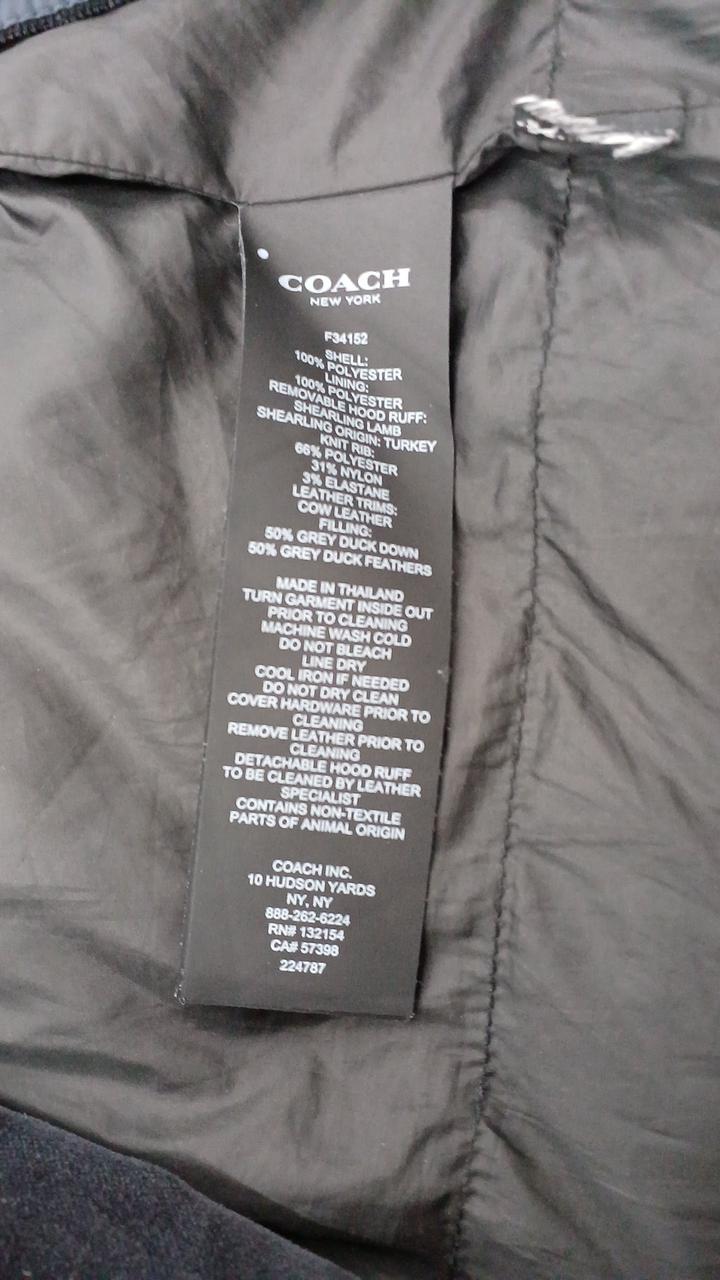 COACH
NEW YORK
F34152
SHELL:
100% POLYESTER
LINING:
100% POLYESTER
REMOVABLE HOOD RUFF:
SHEARLING LAMB
SHEARLING ORIGIN: TURKEY
KNIT RIB:
66% POLYESTER
31% NYLON
3% ELASTANE
LEATHER TRIMS:
COW LEATHER
FILLING:
50% GREY DUCK DOWN
50% GREY DUCK FEATHERS
MADE IN THAILAND
TURN GARMENT INSIDE OUT
PRIOR TO CLEANING
MACHINE WASH COLD
DO NOT BLEACH
LINE DRY
COOL IRON IF NEEDED
DO NOT DRY CLEAN
COVER HARDWARE PRIOR TO
CLEANING
REMOVE LEATHER PRIOR TO
CLEANING
DETACHABLE HOOD RUFF
TO BE CLEANED BY LEATHER
SPECIALIST
CONTAINS NON-TEXTILE
PARTS OF ANIMAL ORIGIN
COACH INC.
10 HUDSON YARDS
NY, NY
888-262-6224
RN# 132154
CA# 57398
224787